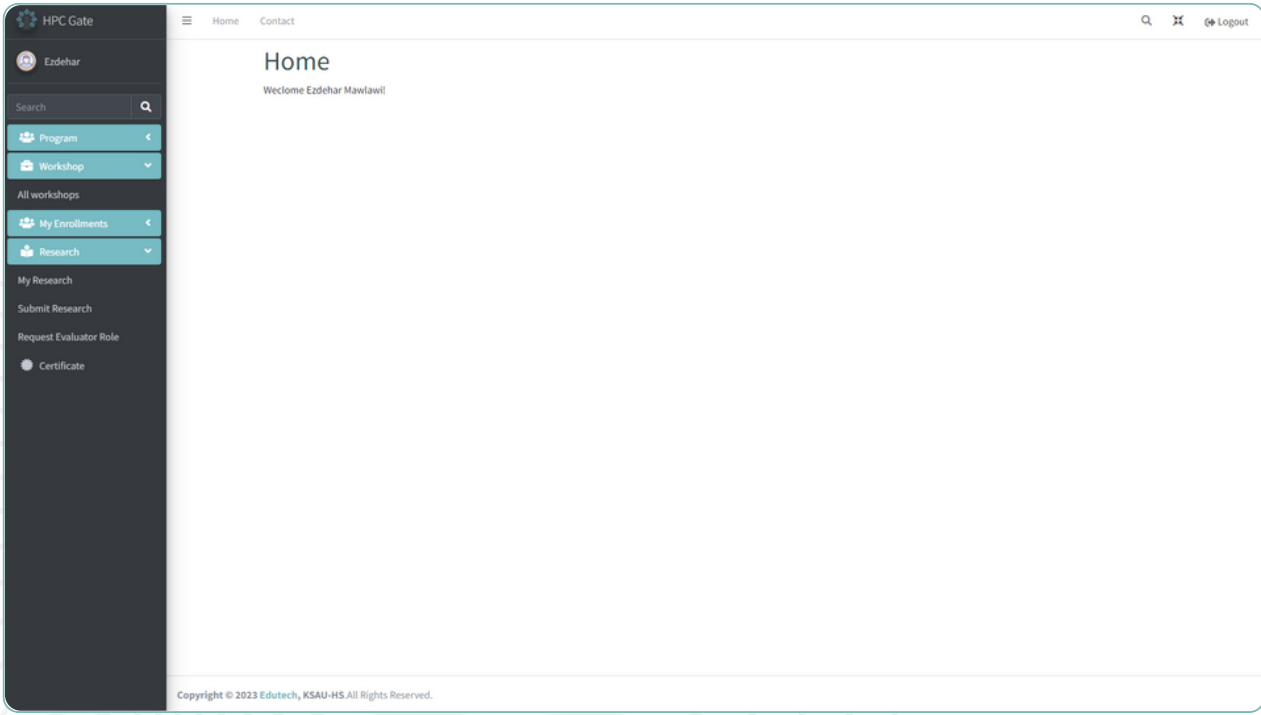 HPC Gate
Home Contact
Logout
Ezdehar
Search
Program
Workshop
All workshops
My Enrollments
Research
My Research
Submit Research
Request Evaluator Role
Certificate
Home
Weclome Ezdehar Mawlawi!
Copyright © 2023 Edutech, KSAU-HS.All Rights Reserved.